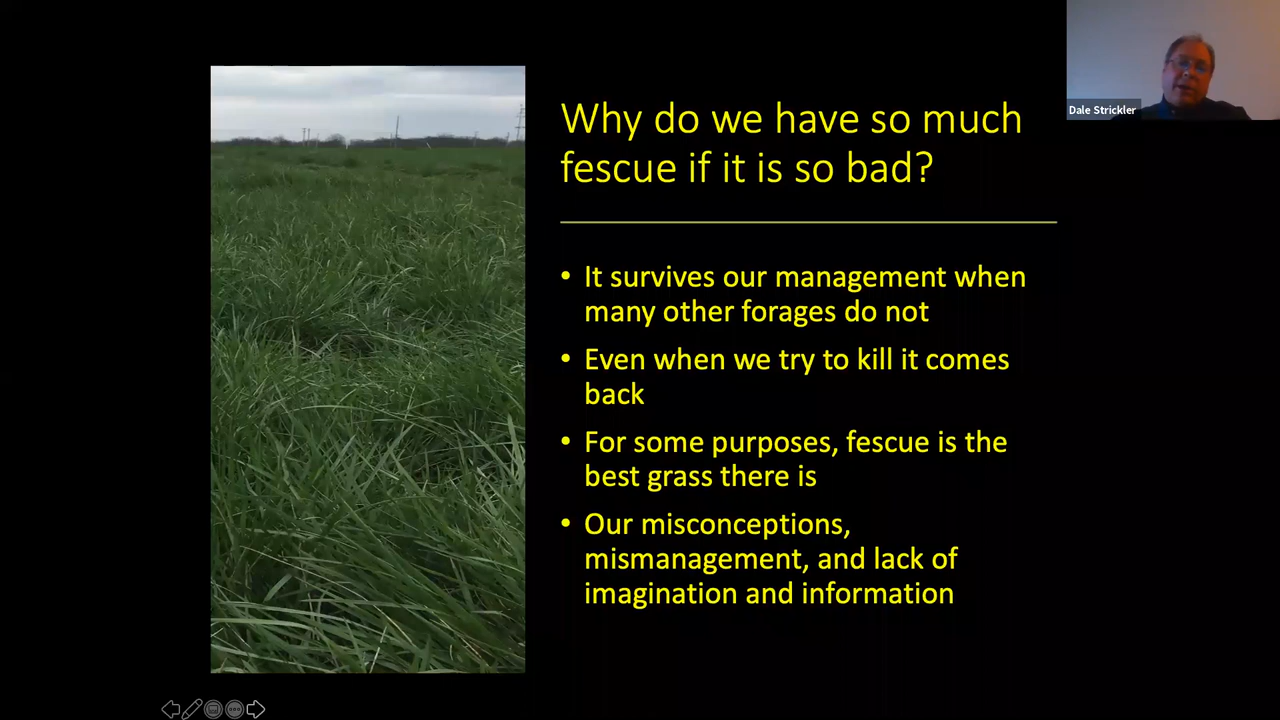 Dale Strickler
Why do we have so much
fescue if it is so bad?
• It survives our management when
many other forages do not
• Even when we try to kill it comes
back
• For some purposes, fescue is the
best grass there is
• Our misconceptions,
mismanagement, and lack of
imagination and information